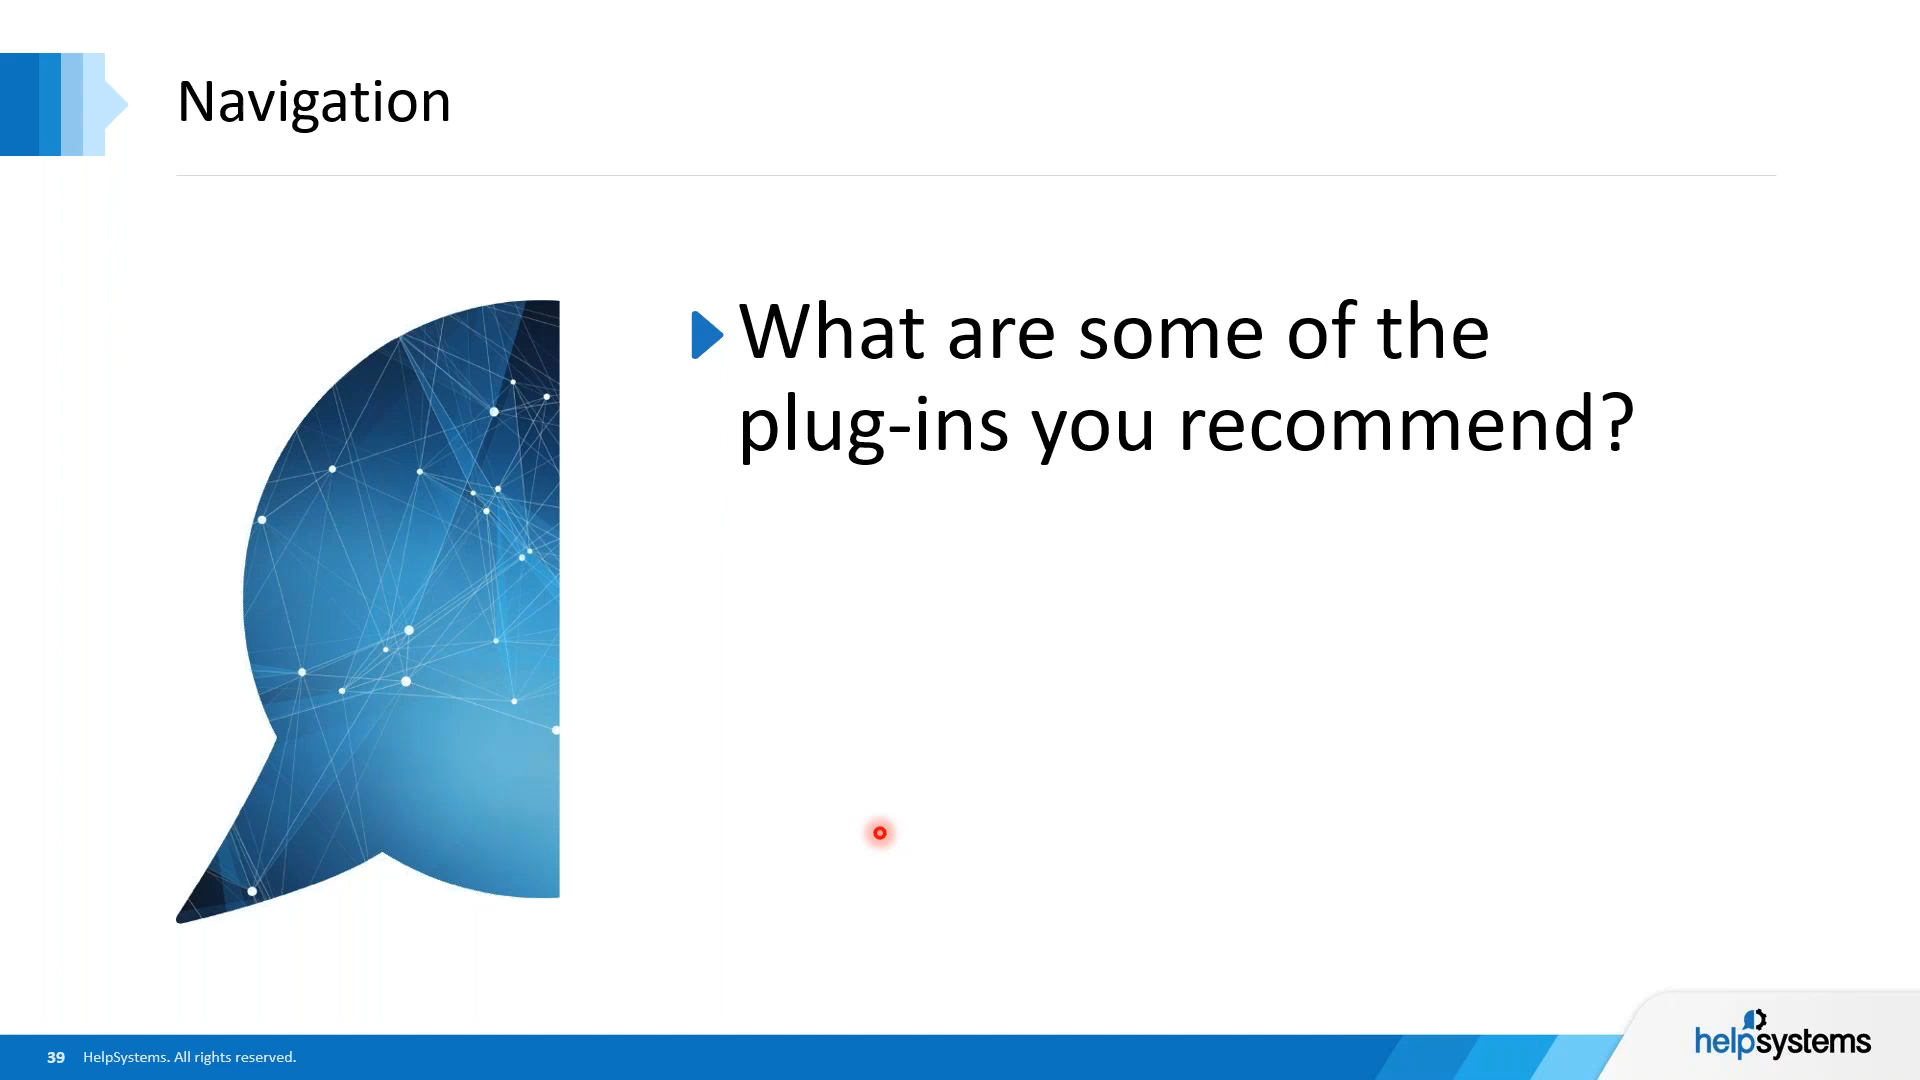 Navigation
What are some of the
plug-ins you recommend?
39 HelpSystems. All rights reserved.
helpsystems